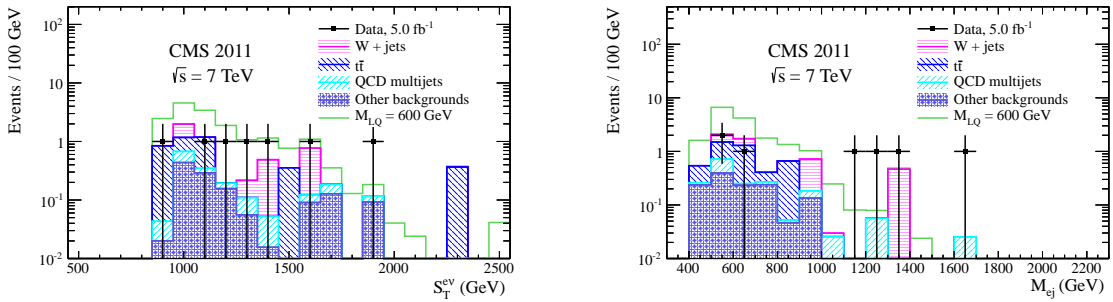 Events / 100 GeV
10²
10
1
10⁻¹
10⁻²
CMS 2011
√s = 7 TeV
Data, 5.0 fb⁻¹
W + jets
tt̄
QCD multijets
Other backgrounds
M_LQ = 600 GeV
500 1000 1500 2000 2500
S_T^ev (GeV)
Events / 100 GeV
10²
10
1
10⁻¹
10⁻²
CMS 2011
√s = 7 TeV
Data, 5.0 fb⁻¹
W + jets
tt̄
QCD multijets
Other backgrounds
M_LQ = 600 GeV
400 600 800 1000 1200 1400 1600 1800 2000 2200
M_ej (GeV)